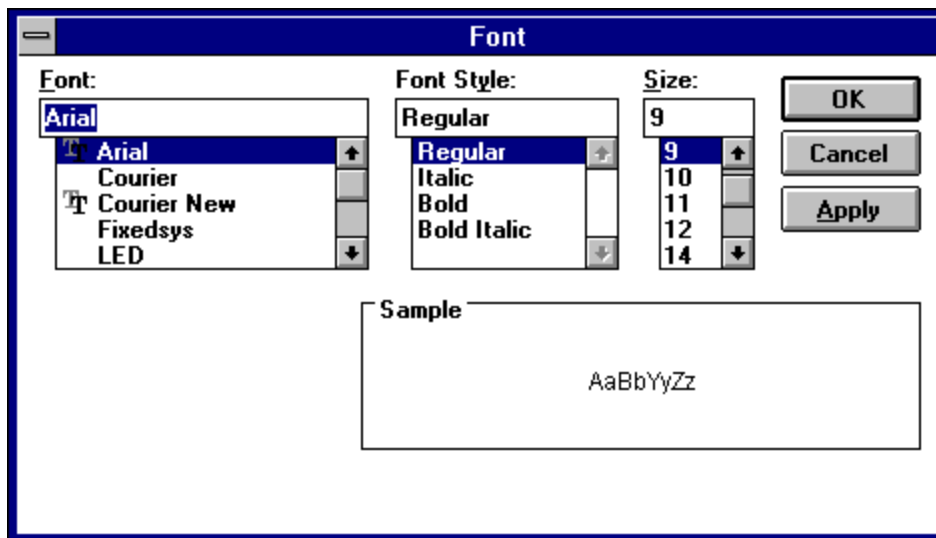 Font
Font:
Arial
Arial
Courier
Courier New
Fixedsys
LED
Font Style:
Regular
Regular
Italic
Bold
Bold Italic
Size:
9
9
10
11
12
14
OK
Cancel
Apply
Sample
AaBbYyZz